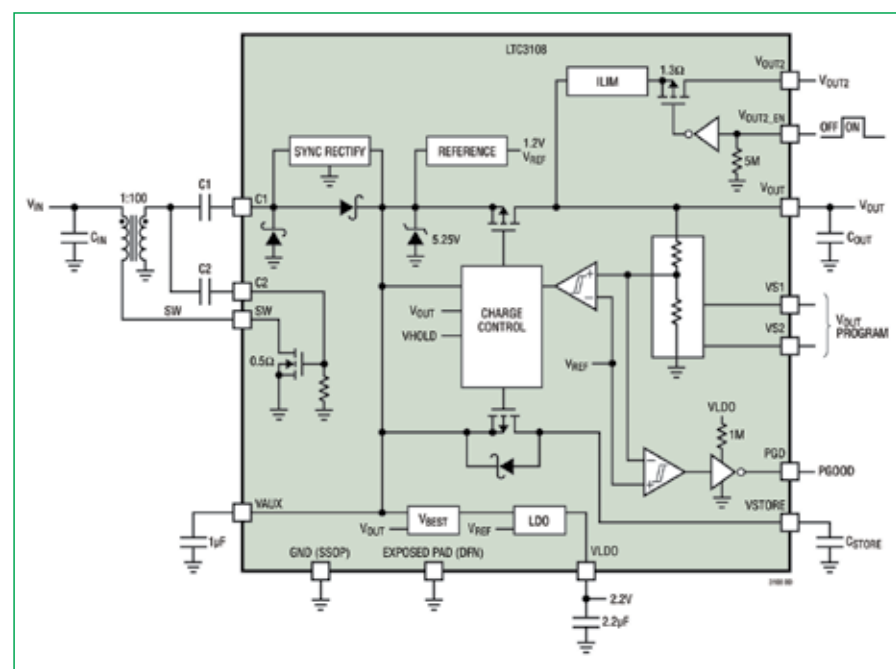 LTC3108
VOUT2
1.3Ω
ILIM
VOUT2
VOUT2_EN
OFF ON
SYNC RECTIFY
REFERENCE
1.2V
VREF
5M
1:100
C1
C1
VOUT
VIN
VOUT
CIN
5.25V
COUT
C2
C2
VS1
SW
SW
CHARGE
CONTROL
VOUT
VHOLD
VOUT
PROGRAM
VS2
0.5Ω
VREF
VLDO
1M
PGD
PGOOD
VAUX
VSTORE
VBEST
LDO
VOUT
VREF
1µF
CSTORE
GND (SSOP)
EXPOSED PAD (DFN)
VLDO
2.2V
2.2µF